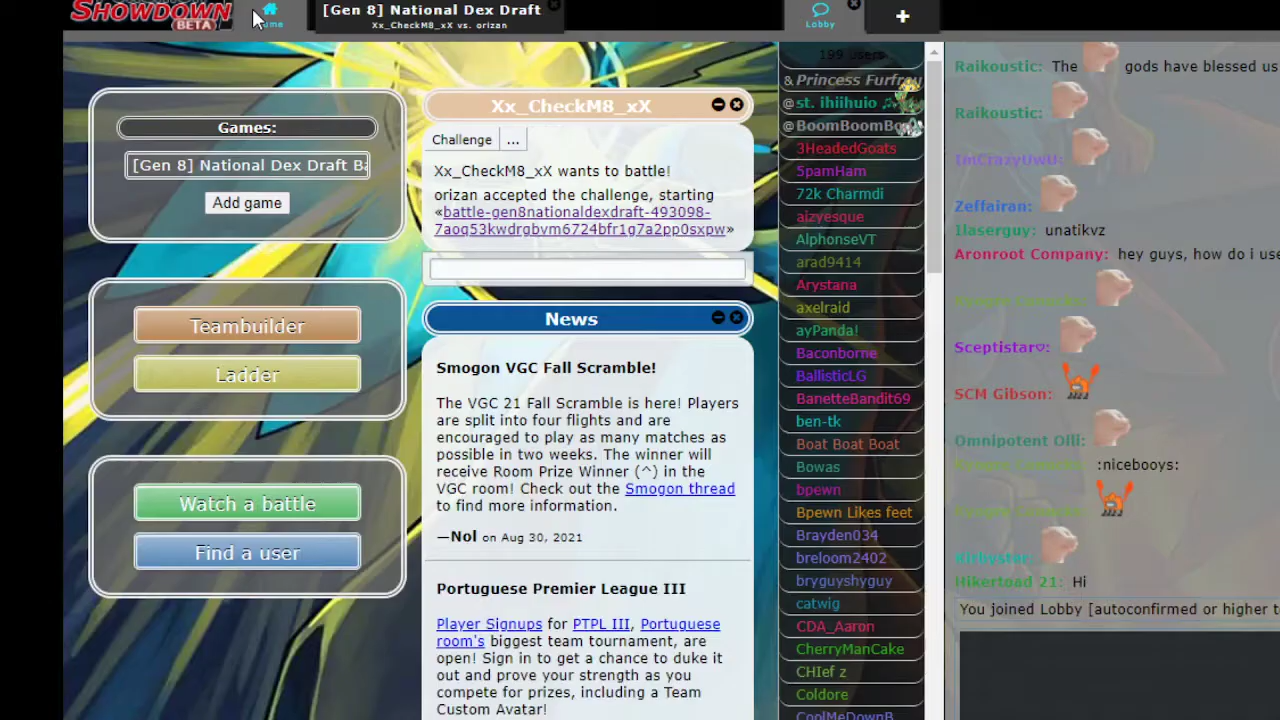 SHOWDOWN
BETA
Home
[Gen 8] National Dex Draft
Xx_CheckM8_xX vs. orizan
Lobby
+
Games:
[Gen 8] National Dex Draft Ba
Add game
Teambuilder
Ladder
Watch a battle
Find a user
Xx_CheckM8_xX
Challenge
...
Xx_CheckM8_xX wants to battle!
orizan accepted the challenge, starting
«battle-gen8nationaldexdraft-493098-
7aoq53kwdrgbvm6724bfr1g7a2pp0sxpw»
News
Smogon VGC Fall Scramble!
The VGC 21 Fall Scramble is here! Players
are split into four flights and are
encouraged to play as many matches as
possible in two weeks. The winner will
receive Room Prize Winner (^) in the
VGC room! Check out the Smogon thread
to find more information.
—Nol on Aug 30, 2021
Portuguese Premier League III
Player Signups for PTPL III, Portuguese
room's biggest team tournament, are
open! Sign in to get a chance to duke it
out and prove your strength as you
compete for prizes, including a Team
Custom Avatar!
199 users
&Princess Furfrou
@st. ihiihuio ♫
@BoomBoomBo
3HeadedGoats
5pamHam
72k Charmdi
aizyesque
AlphonseVT
arad9414
Arystana
axelraid
ayPanda!
Baconborne
BallisticLG
BanetteBandit69
ben-tk
Boat Boat Boat
Bowas
bpewn
Bpewn Likes feet
Brayden034
breloom2402
bryguyshyguy
catwig
CDA_Aaron
CherryManCake
CHIef z
Coldore
CoolMeDownB
Raikoustic: The gods have blessed us
Raikoustic:
ImCrazyUwU:
Zeffairan:
Ilaserguy: unatikvz
Aronroot Company: hey guys, how do i use
Sceptistar♡:
SCM Gibson:
Omnipotent Olli:
:nicebooys:
Kirbystar:
Hikertoad 21: Hi
You joined Lobby [autoconfirmed or higher t